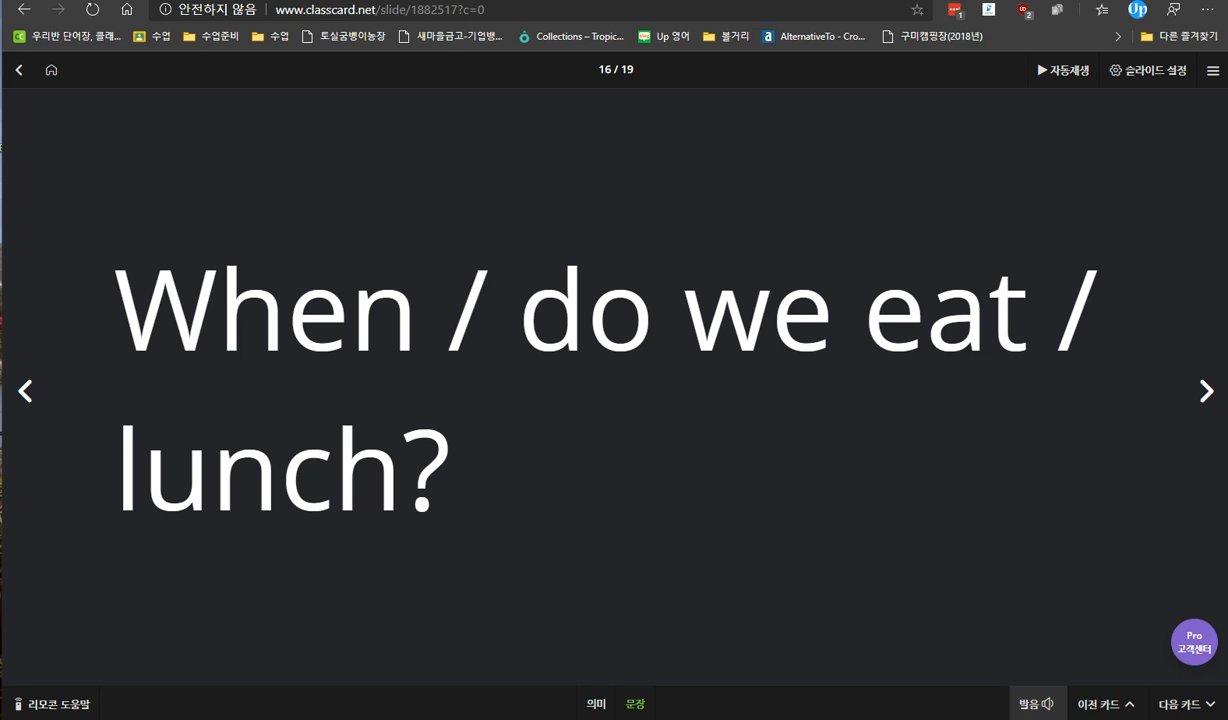 안전하지 않음 | www.classcard.net/slide/1882517?c=0
우리반 단어장, 클래... 수업 수업준비 수업 토실굼벵이농장 새마을금고-기업뱅... Collections – Tropic... Up 영어 볼거리 AlternativeTo - Cro... 구미캠핑장(2018년) 다른 즐겨찾기
16 / 19 자동재생 슬라이드 설정
When / do we eat /
lunch?
Pro
고객센터
리모콘 도움말 의미 문장 발음 이전 카드 다음 카드